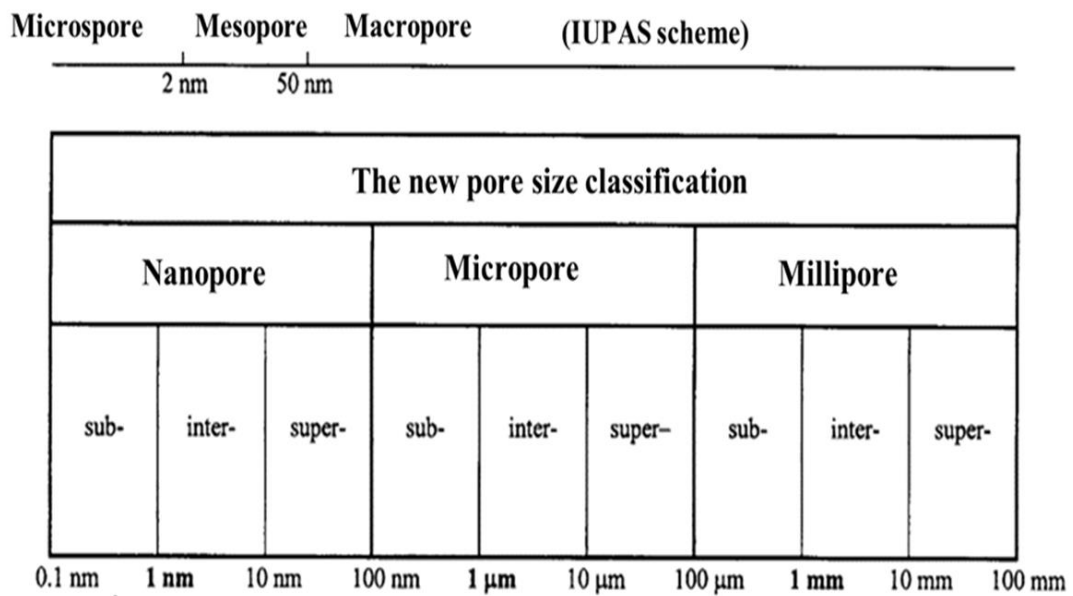 Microspore Mesopore Macropore (IUPAS scheme)
2 nm 50 nm
The new pore size classification
Nanopore Micropore Millipore
sub- inter- super- sub- inter- super– sub- inter- super-
0.1 nm 1 nm 10 nm 100 nm 1 μm 10 μm 100 μm 1 mm 10 mm 100 mm